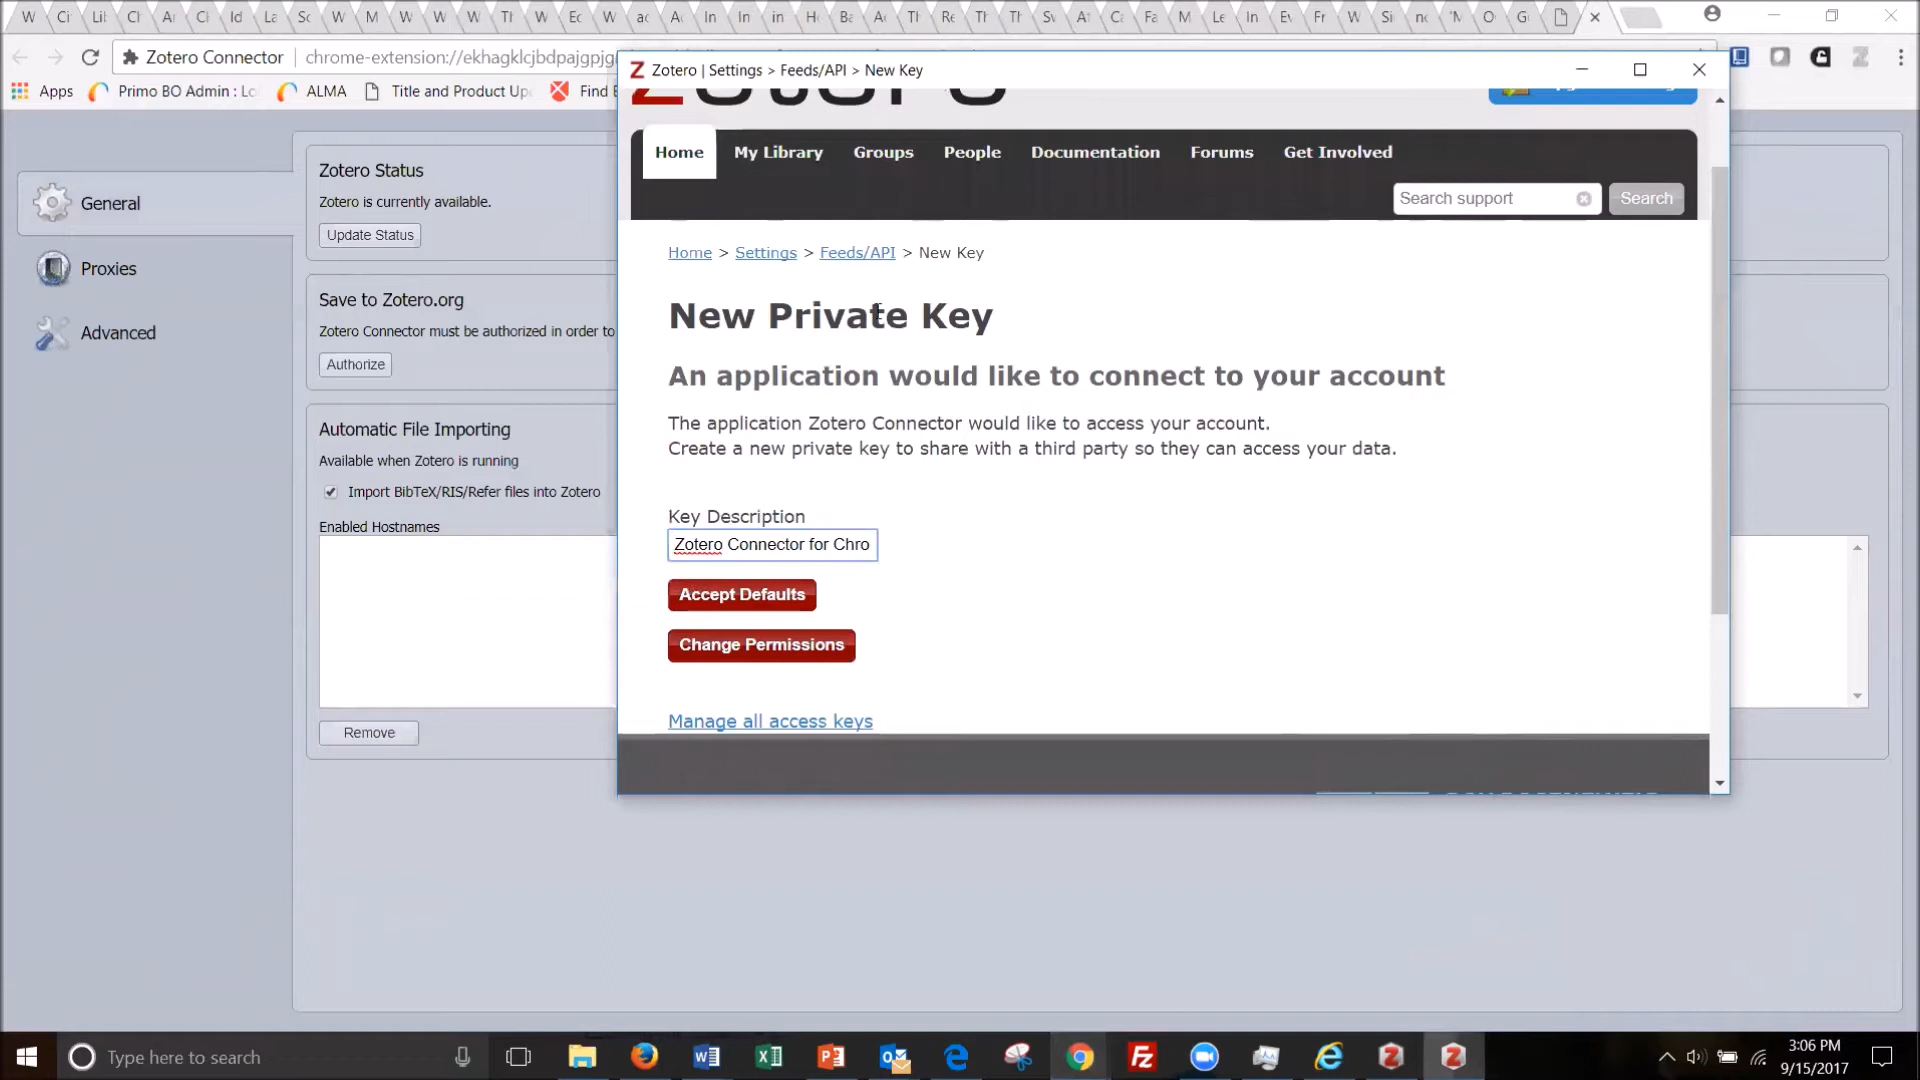 Zotero Connector
chrome-extension://ekhagklcjbdpajgpjg
Apps
Primo BO Admin : Lo
ALMA
Title and Product Up
Find E
General
Proxies
Advanced
Zotero Status
Zotero is currently available.
Update Status
Save to Zotero.org
Zotero Connector must be authorized in order to
Authorize
Automatic File Importing
Available when Zotero is running
Import BibTeX/RIS/Refer files into Zotero
Enabled Hostnames
Remove
Zotero | Settings > Feeds/API > New Key
Home
My Library
Groups
People
Documentation
Forums
Get Involved
Search support
Search
Home > Settings > Feeds/API > New Key
New Private Key
An application would like to connect to your account
The application Zotero Connector would like to access your account.
Create a new private key to share with a third party so they can access your data.
Key Description
Zotero Connector for Chro
Accept Defaults
Change Permissions
Manage all access keys
Type here to search
3:06 PM
9/15/2017